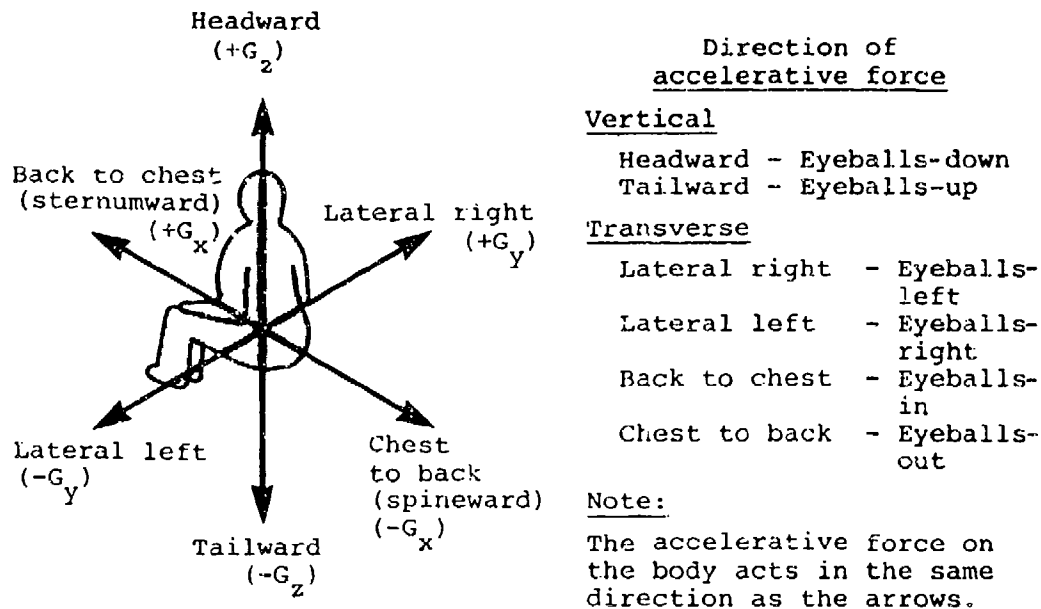 Headward
(+Gz)
Back to chest
(sternumward)
(+Gx)
Lateral right
(+Gy)
Lateral left
(-Gy)
Chest
to back
(spineward)
(-Gx)
Tailward
(-Gz)
Direction of
accelerative force
Vertical
Headward - Eyeballs-down
Tailward - Eyeballs-up
Transverse
Lateral right - Eyeballs-
left
Lateral left - Eyeballs-
right
Back to chest - Eyeballs-
in
Chest to back - Eyeballs-
out
Note:
The accelerative force on
the body acts in the same
direction as the arrows.